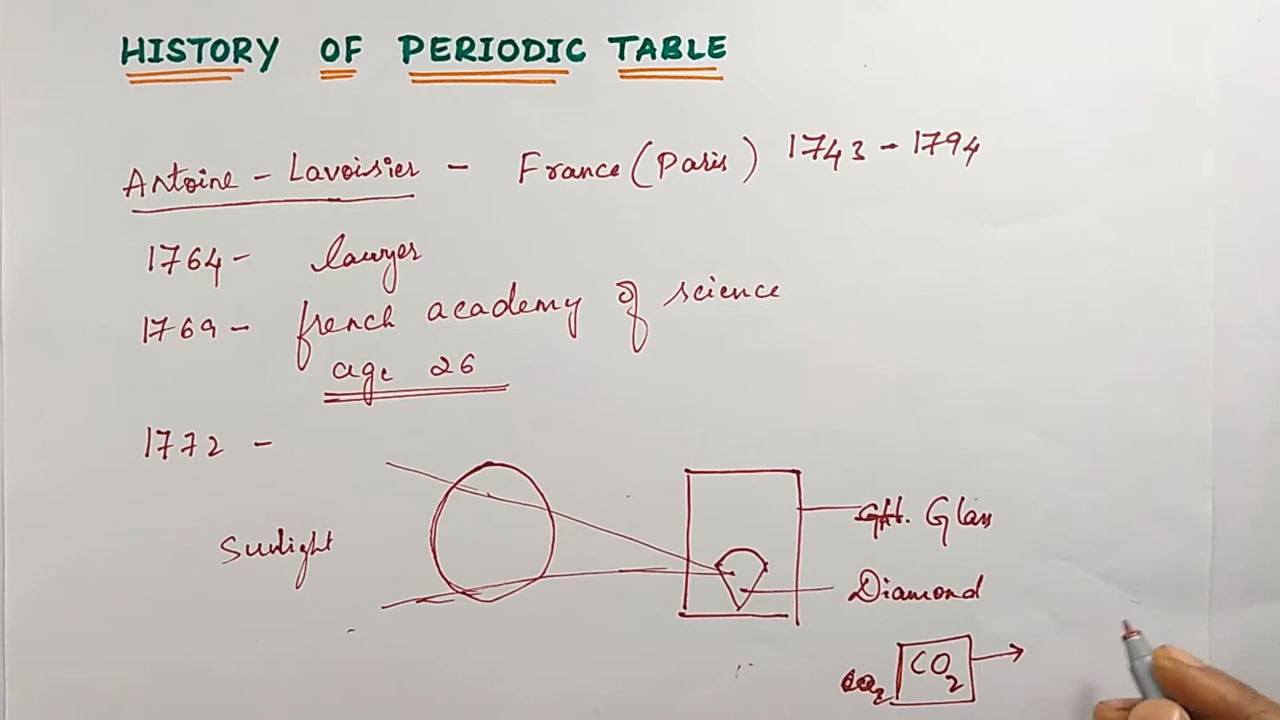 HISTORY OF PERIODIC TABLE
Antoine - Lavoisier - France (Paris) 1743 - 1794
1764 - lawyer
1769 - french academy of science
age 26
1772 -
Glass
Sunlight
Diamond
CO2 CO2